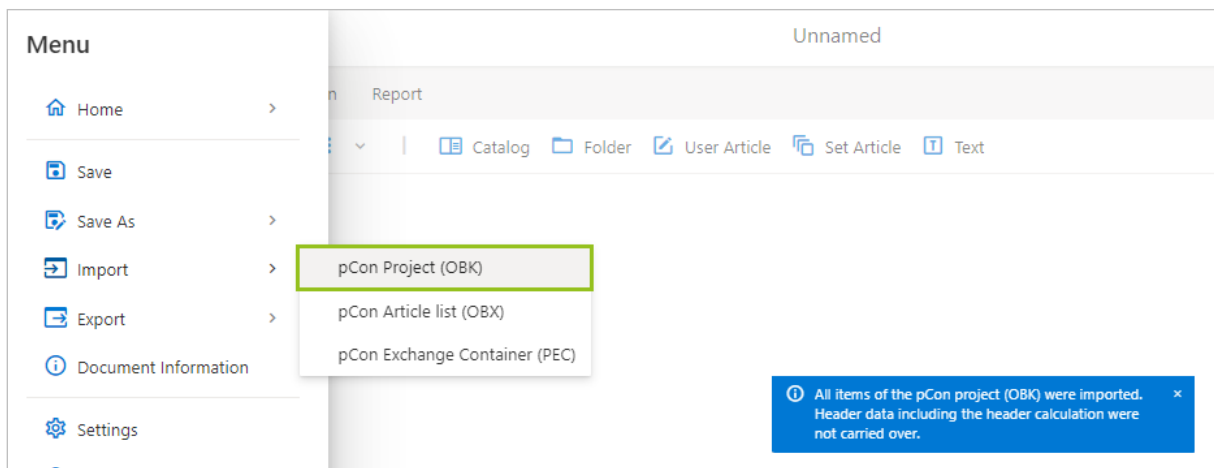 Menu
Unnamed
Home
n Report
Catalog Folder User Article Set Article Text
Save
Save As
Import
pCon Project (OBK)
pCon Article list (OBX)
pCon Exchange Container (PEC)
Export
Document Information
Settings
All items of the pCon project (OBK) were imported.
Header data including the header calculation were
not carried over.